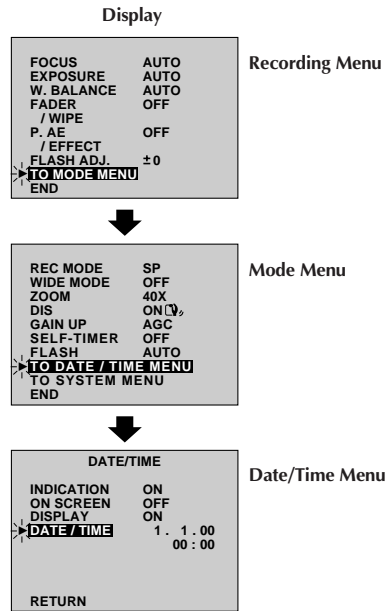 Display
FOCUS AUTO
EXPOSURE AUTO
W. BALANCE AUTO
FADER OFF
/ WIPE
P. AE OFF
/ EFFECT
FLASH ADJ. ±0
TO MODE MENU
END
Recording Menu
REC MODE SP
WIDE MODE OFF
ZOOM 40X
DIS ON
GAIN UP AGC
SELF-TIMER OFF
FLASH AUTO
TO DATE / TIME MENU
TO SYSTEM MENU
END
Mode Menu
DATE/TIME
INDICATION ON
ON SCREEN OFF
DISPLAY ON
DATE / TIME 1 . 1 . 00
00 : 00
RETURN
Date/Time Menu